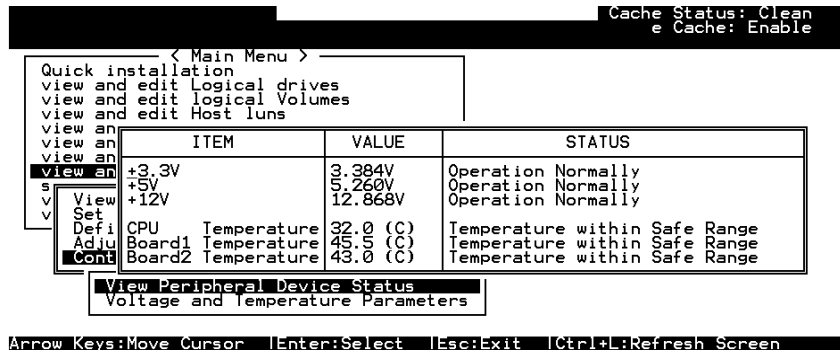 Cache Status: Clean
e Cache: Enable
< Main Menu >
Quick installation
view and edit Logical drives
view and edit logical Volumes
view and edit Host luns
view an
ITEM VALUE STATUS
view an
view an
view an +3.3V 3.384V Operation Normally
s +5V 5.260V Operation Normally
v View +12V 12.868V Operation Normally
v Set
Defi CPU Temperature 32.0 (C) Temperature within Safe Range
Adju Board1 Temperature 45.5 (C) Temperature within Safe Range
Cont Board2 Temperature 43.0 (C) Temperature within Safe Range
View Peripheral Device Status
Voltage and Temperature Parameters
Arrow Keys:Move Cursor |Enter:Select |Esc:Exit |Ctrl+L:Refresh Screen